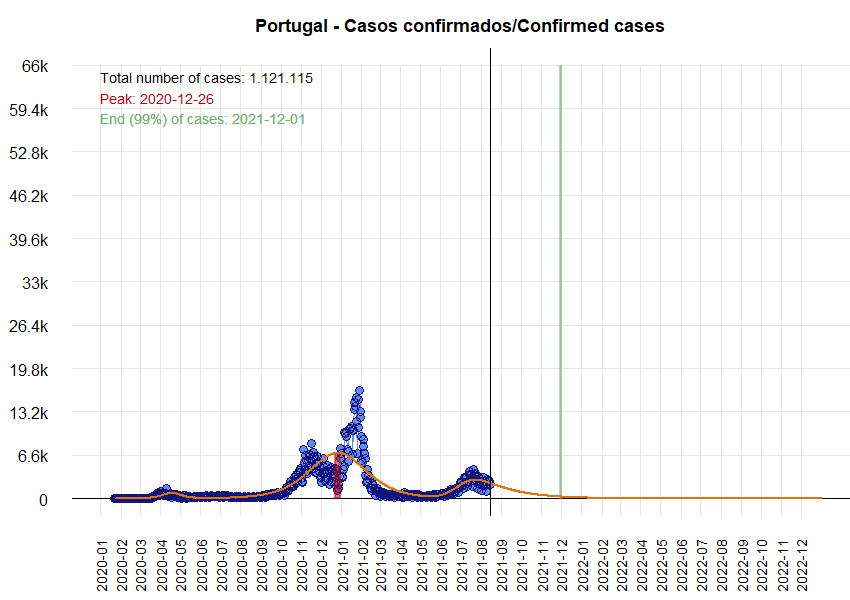 Portugal - Casos confirmados/Confirmed cases
Total number of cases: 1.121.115
Peak: 2020-12-26
End (99%) of cases: 2021-12-01
66k
59.4k
52.8k
46.2k
39.6k
33k
26.4k
19.8k
13.2k
6.6k
0
2020-01
2020-02
2020-03
2020-04
2020-05
2020-06
2020-07
2020-08
2020-09
2020-10
2020-11
2020-12
2021-01
2021-02
2021-03
2021-04
2021-05
2021-06
2021-07
2021-08
2021-09
2021-10
2021-11
2021-12
2022-01
2022-02
2022-03
2022-04
2022-05
2022-06
2022-07
2022-08
2022-09
2022-10
2022-11
2022-12